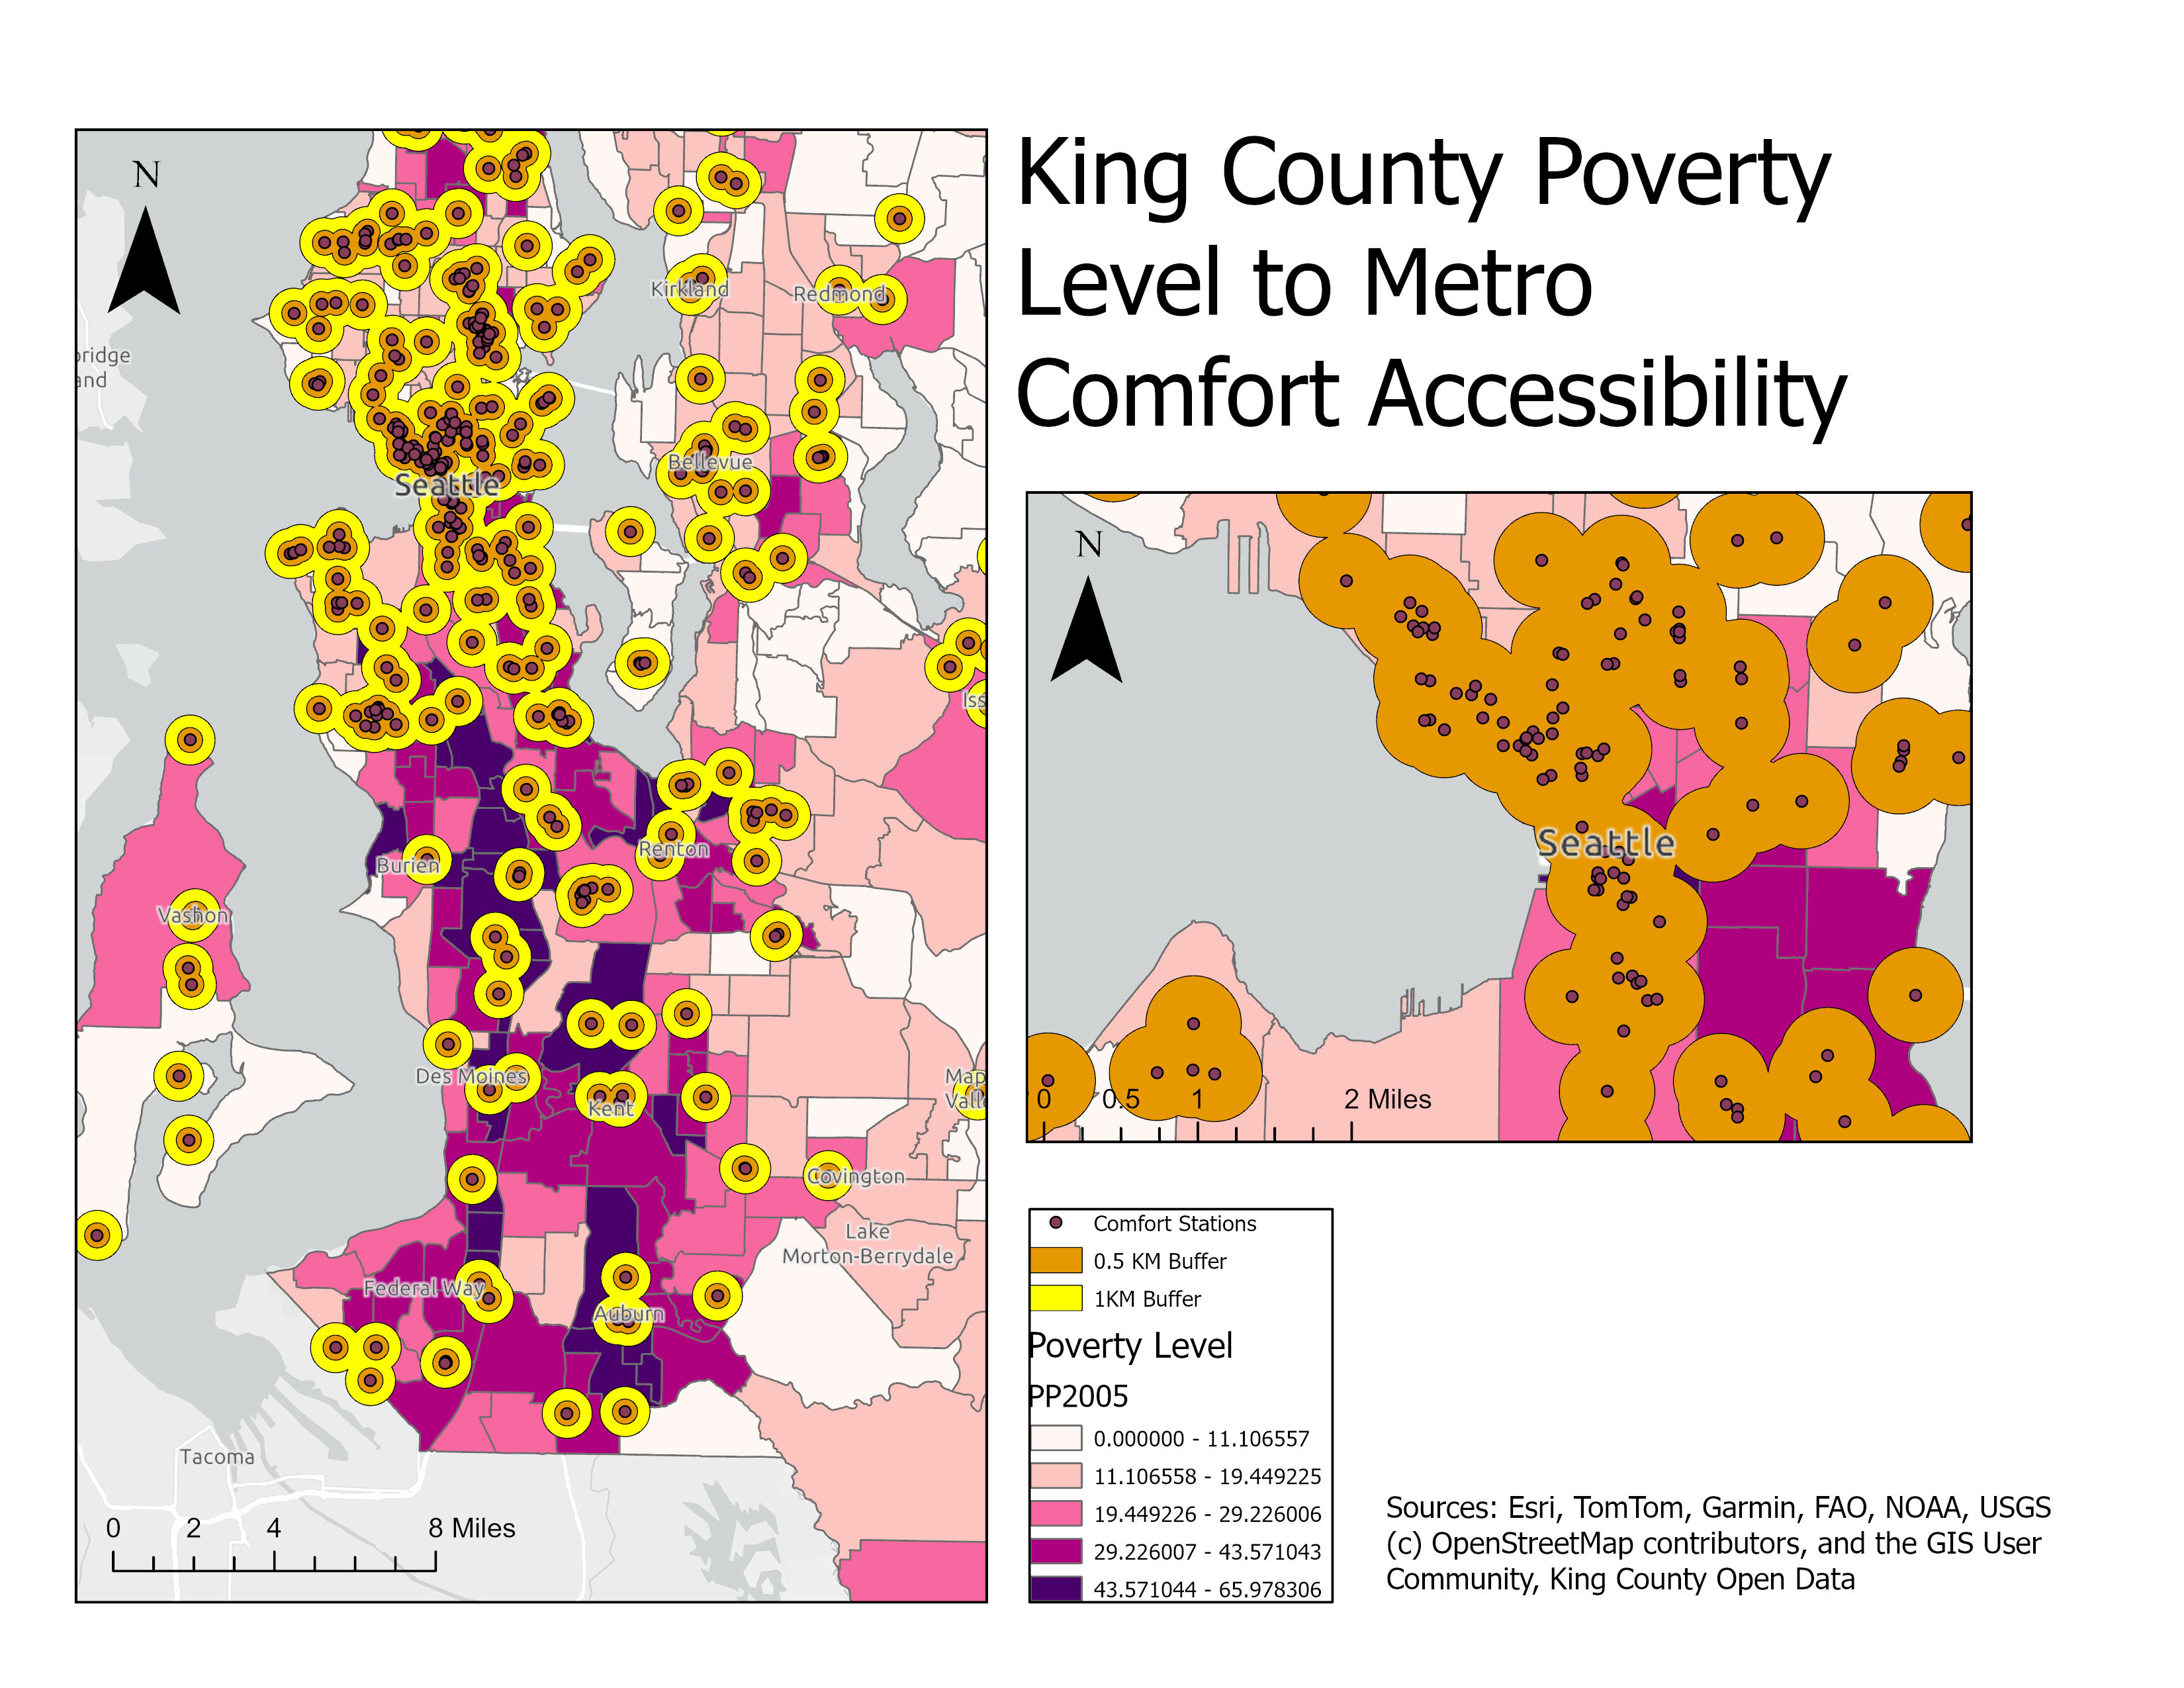 King County Poverty
Level to Metro
Comfort Accessibility
N
bridge
and
Kirkland
Redmond
Bellevue
Seattle
Iss
Vashon
Burien
Renton
Des Moines
Kent
Map
Valle
Covington
Lake
Morton-Berrydale
Federal Way
Auburn
Tacoma
0 2 4 8 Miles
N
Seattle
0 0.5 1 2 Miles
Comfort Stations
0.5 KM Buffer
1KM Buffer
Poverty Level
PP2005
0.000000 - 11.106557
11.106558 - 19.449225
19.449226 - 29.226006
29.226007 - 43.571043
43.571044 - 65.978306
Sources: Esri, TomTom, Garmin, FAO, NOAA, USGS
(c) OpenStreetMap contributors, and the GIS User
Community, King County Open Data